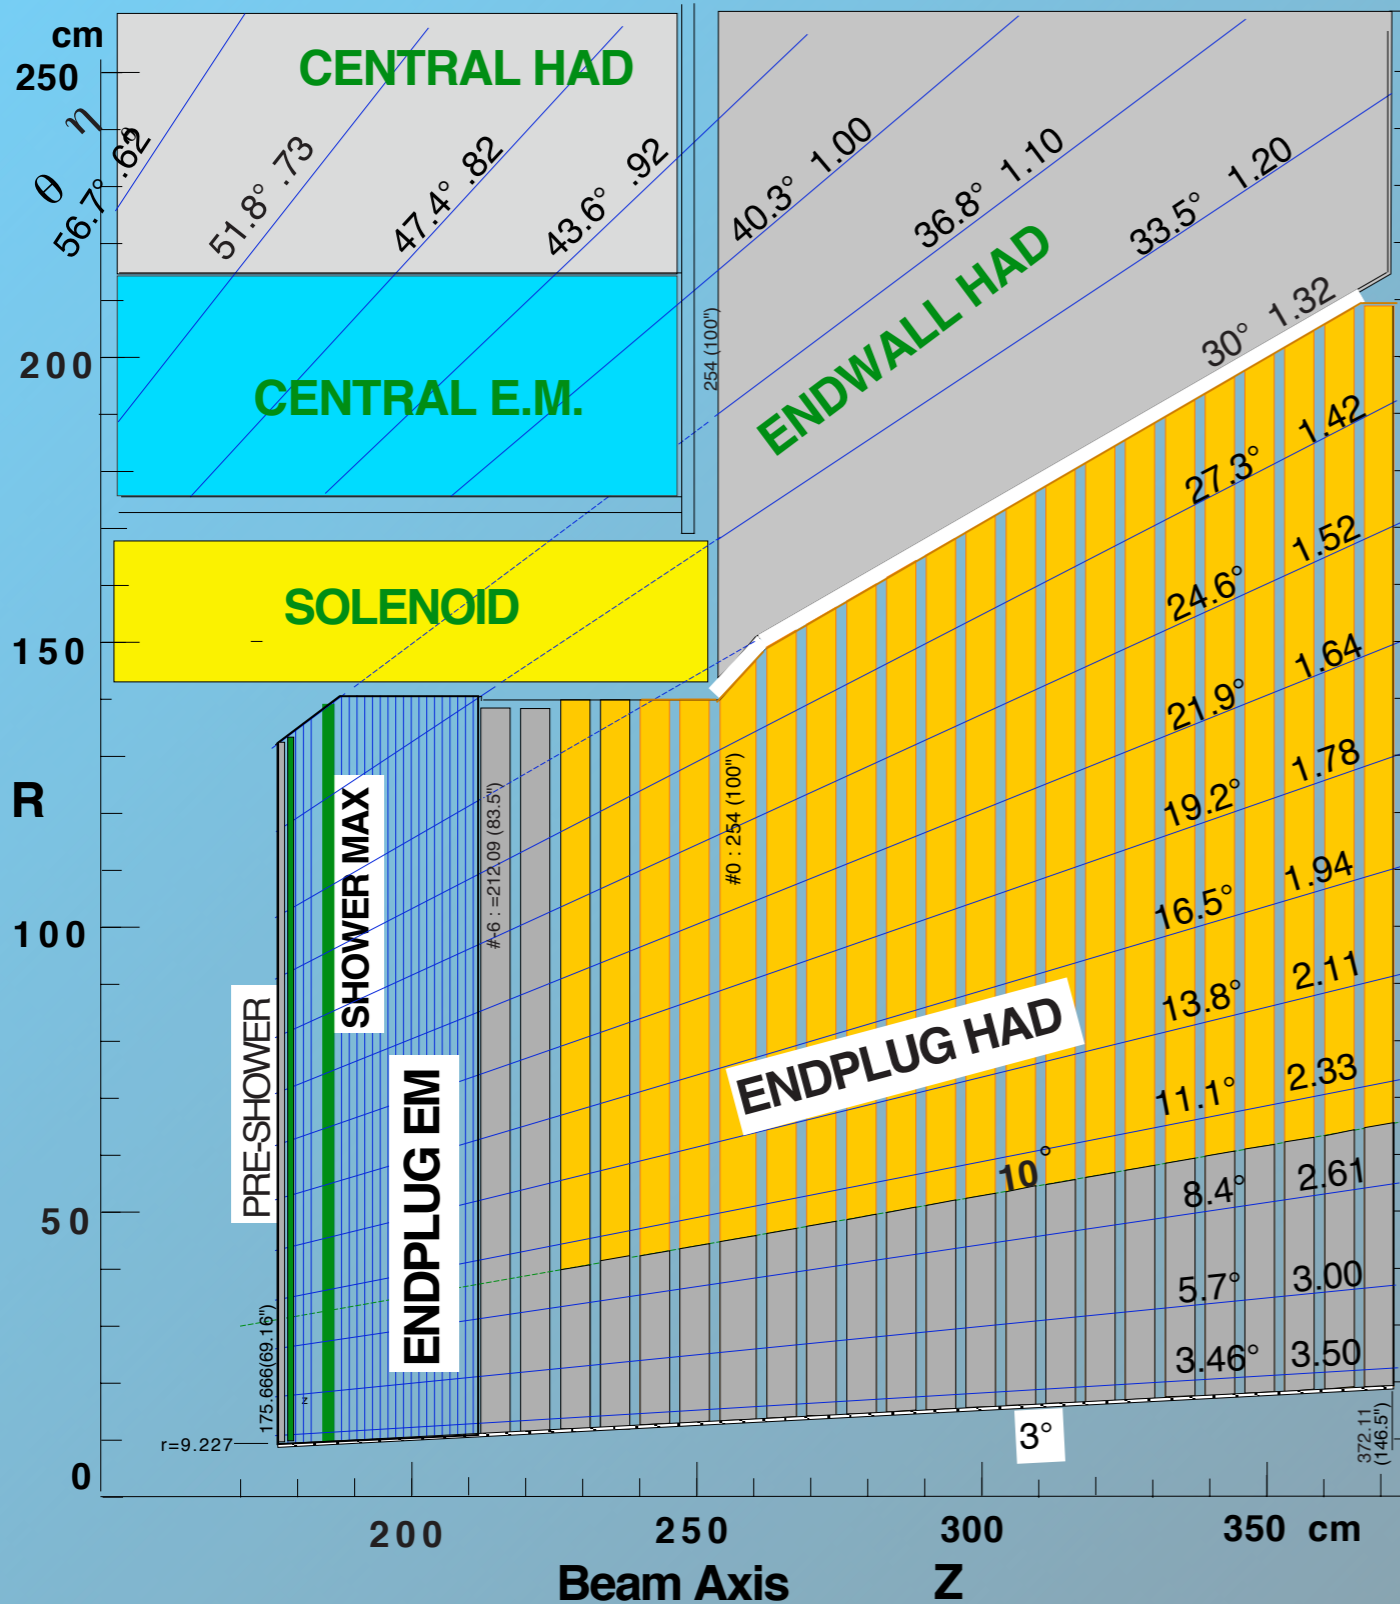 cm
250
η
θ
CENTRAL HAD
56.7° .62
51.8° .73
47.4° .82
43.6° .92
40.3° 1.00
36.8° 1.10
33.5° 1.20
30° 1.32
ENDWALL HAD
254 (100")
200
CENTRAL E.M.
SOLENOID
150
27.3° 1.42
24.6° 1.52
21.9° 1.64
19.2° 1.78
16.5° 1.94
13.8° 2.11
11.1° 2.33
10°
8.4° 2.61
5.7° 3.00
3.46° 3.50
3°
R
SHOWER MAX
#-6 : =212.09 (83.5")
#0 : 254 (100")
100
PRE-SHOWER
ENDPLUG EM
ENDPLUG HAD
50
175.666(69.16")
z
r=9.227
372.11
(146.5")
0
200 250 300 350 cm
Beam Axis Z